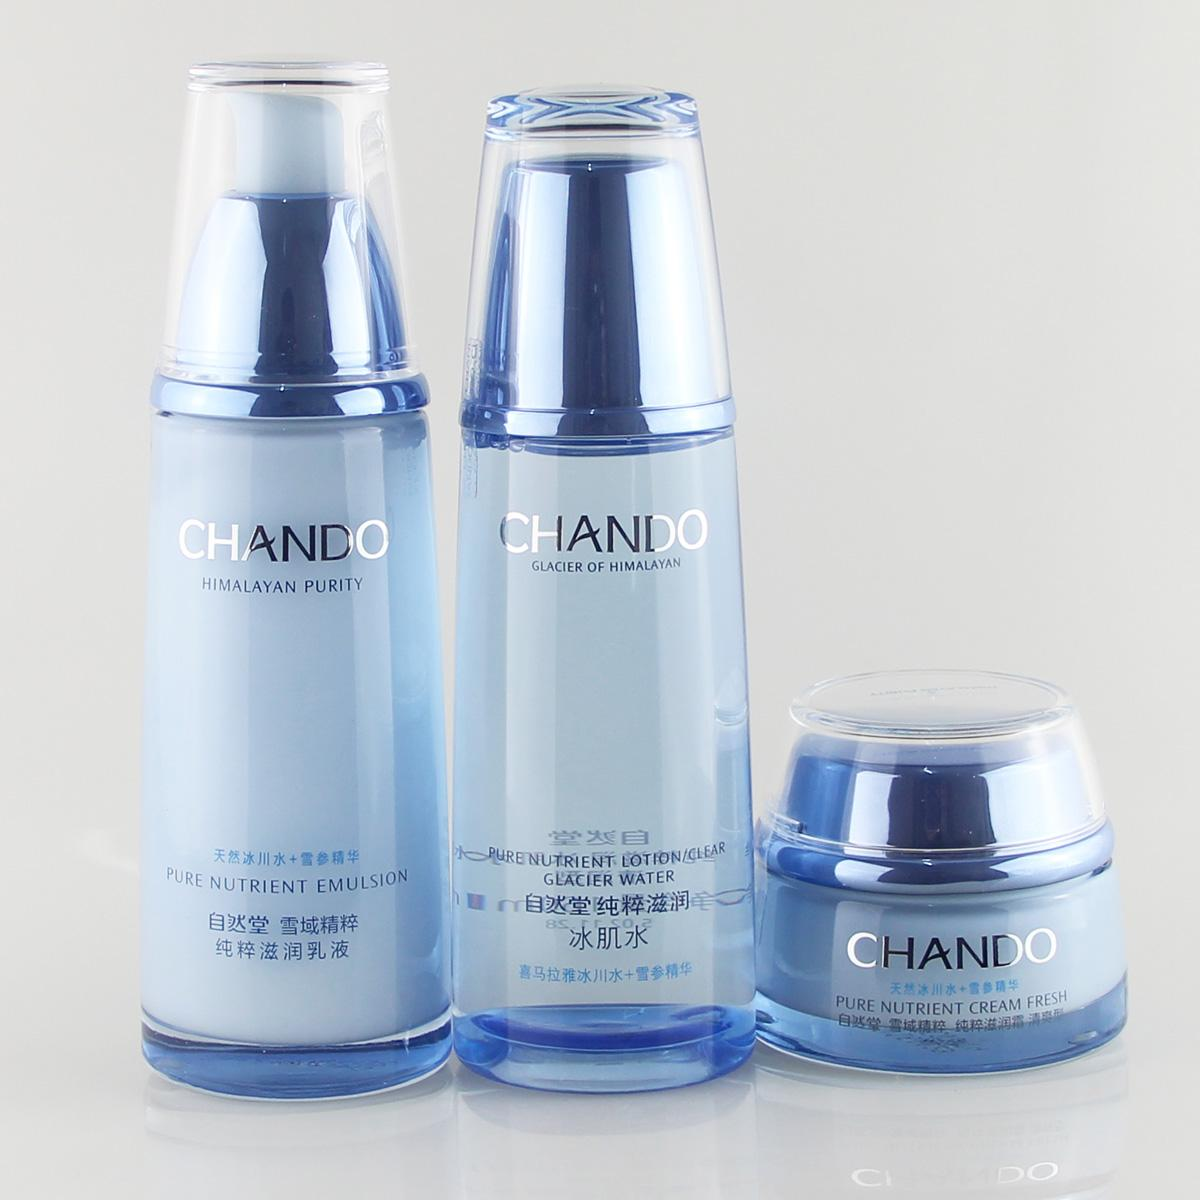 CHANDO
HIMALAYAN PURITY
天然冰川水+雪参精华
PURE NUTRIENT EMULSION
自然堂 雪域精粹
纯粹滋润乳液
CHANDO
GLACIER OF HIMALAYAN
PURE NUTRIENT LOTION/CLEAR
GLACIER WATER
自然堂 纯粹滋润
冰肌水
喜马拉雅冰川水+雪参精华
CHANDO
天然冰川水+雪参精华
PURE NUTRIENT CREAM FRESH
自然堂 雪域精粹 纯粹滋润霜 清爽型